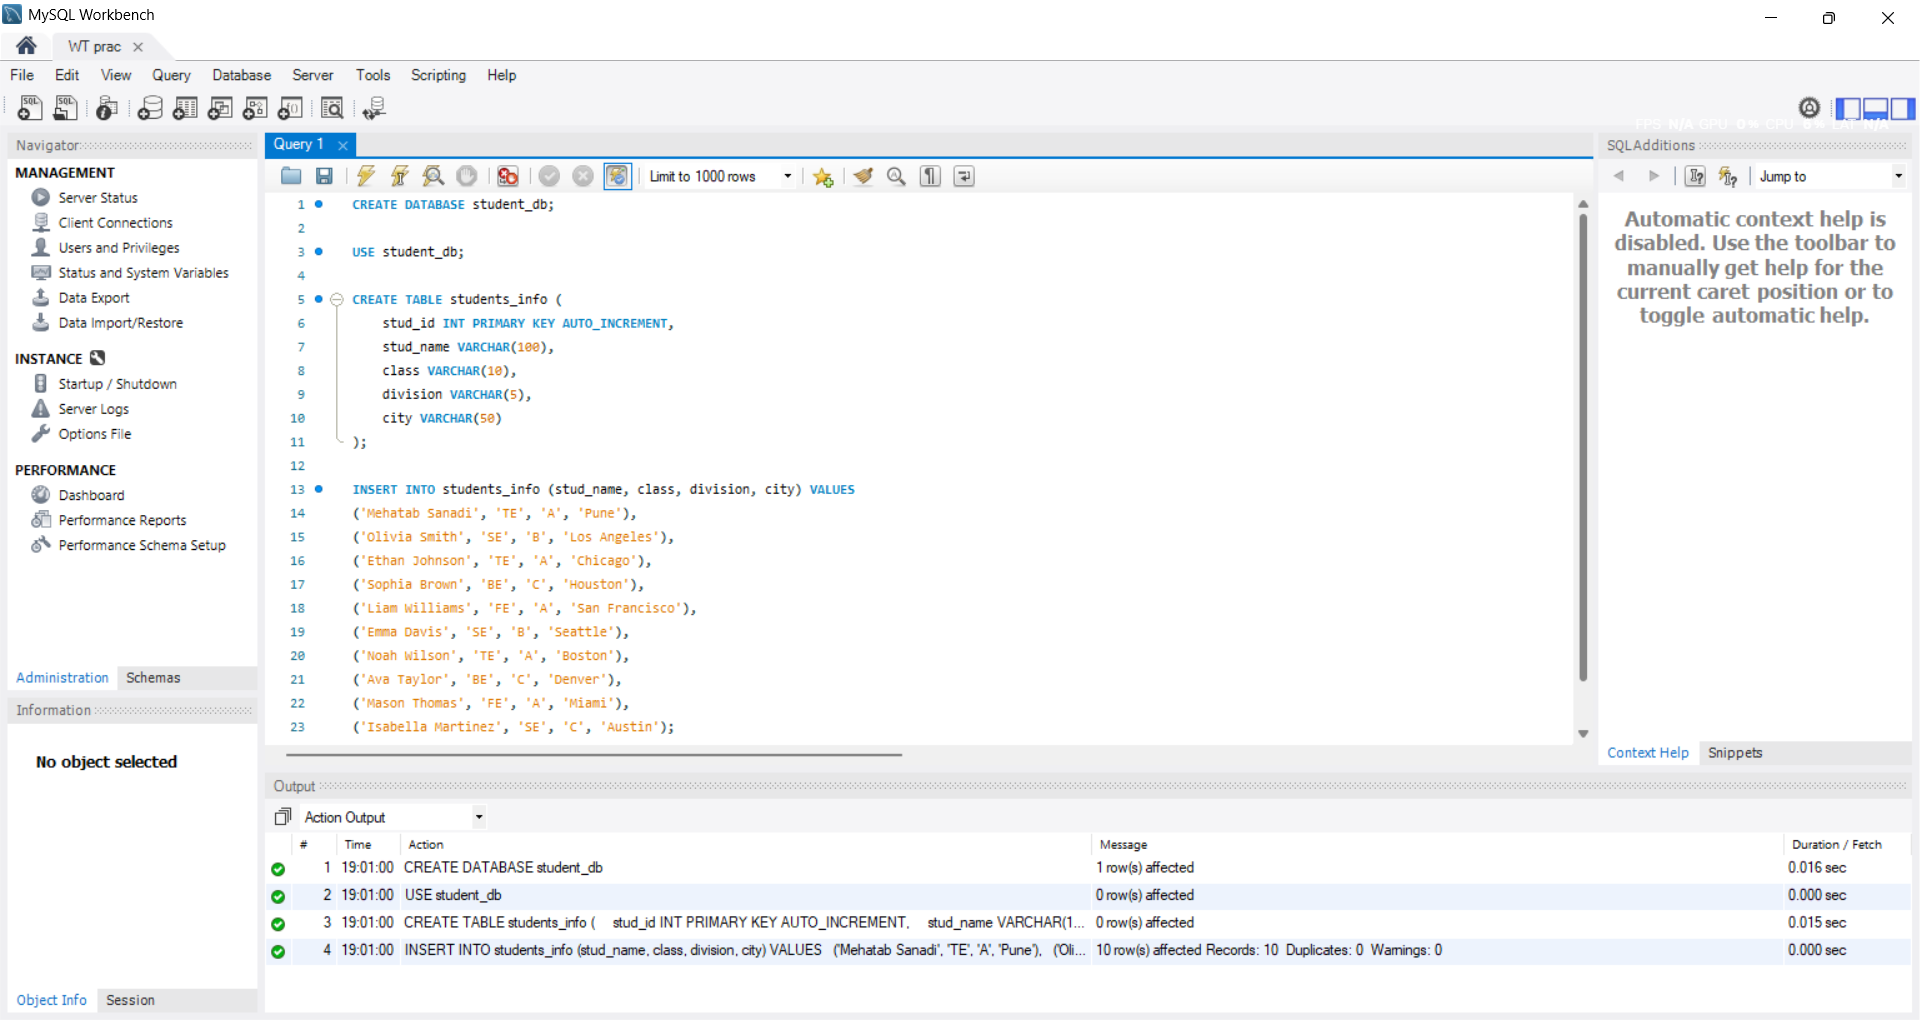 MySQL Workbench
WT prac
File Edit View Query Database Server Tools Scripting Help
FPS N/A GPU 0% CPU 8% LAT N/A
Navigator
MANAGEMENT
Server Status
Client Connections
Users and Privileges
Status and System Variables
Data Export
Data Import/Restore
INSTANCE
Startup / Shutdown
Server Logs
Options File
PERFORMANCE
Dashboard
Performance Reports
Performance Schema Setup
Administration Schemas
Information
No object selected
Object Info Session
Query 1
Limit to 1000 rows
1 CREATE DATABASE student_db;
2
3 USE student_db;
4
5 CREATE TABLE students_info (
6 stud_id INT PRIMARY KEY AUTO_INCREMENT,
7 stud_name VARCHAR(100),
8 class VARCHAR(10),
9 division VARCHAR(5),
10 city VARCHAR(50)
11 );
12
13 INSERT INTO students_info (stud_name, class, division, city) VALUES
14 ('Mehatab Sanadi', 'TE', 'A', 'Pune'),
15 ('Olivia Smith', 'SE', 'B', 'Los Angeles'),
16 ('Ethan Johnson', 'TE', 'A', 'Chicago'),
17 ('Sophia Brown', 'BE', 'C', 'Houston'),
18 ('Liam Williams', 'FE', 'A', 'San Francisco'),
19 ('Emma Davis', 'SE', 'B', 'Seattle'),
20 ('Noah Wilson', 'TE', 'A', 'Boston'),
21 ('Ava Taylor', 'BE', 'C', 'Denver'),
22 ('Mason Thomas', 'FE', 'A', 'Miami'),
23 ('Isabella Martinez', 'SE', 'C', 'Austin');
SQLAdditions
Jump to
Automatic context help is
disabled. Use the toolbar to
manually get help for the
current caret position or to
toggle automatic help.
Context Help Snippets
Output
Action Output
# Time Action Message Duration / Fetch
1 19:01:00 CREATE DATABASE student_db 1 row(s) affected 0.016 sec
2 19:01:00 USE student_db 0 row(s) affected 0.000 sec
3 19:01:00 CREATE TABLE students_info ( stud_id INT PRIMARY KEY AUTO_INCREMENT, stud_name VARCHAR(1... 0 row(s) affected 0.015 sec
4 19:01:00 INSERT INTO students_info (stud_name, class, division, city) VALUES ('Mehatab Sanadi', 'TE', 'A', 'Pune'), ('Oli... 10 row(s) affected Records: 10 Duplicates: 0 Warnings: 0 0.000 sec